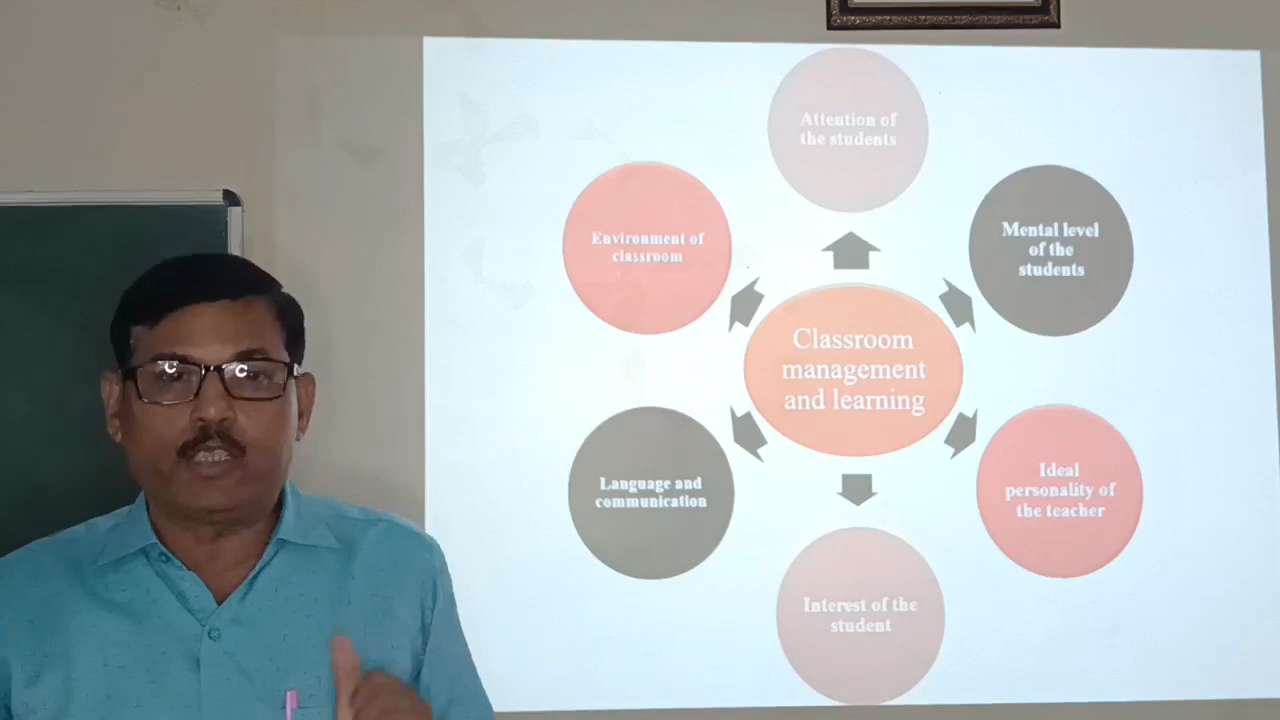 Attention of
the students
Environment of
classroom
Mental level
of the
students
Classroom
management
and learning
Language and
communication
Ideal
personality of
the teacher
Interest of the
student